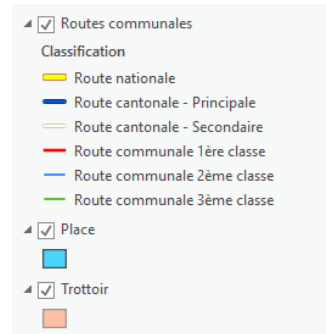 Routes communales
Classification
Route nationale
Route cantonale - Principale
Route cantonale - Secondaire
Route communale 1ère classe
Route communale 2ème classe
Route communale 3ème classe
Place
Trottoir